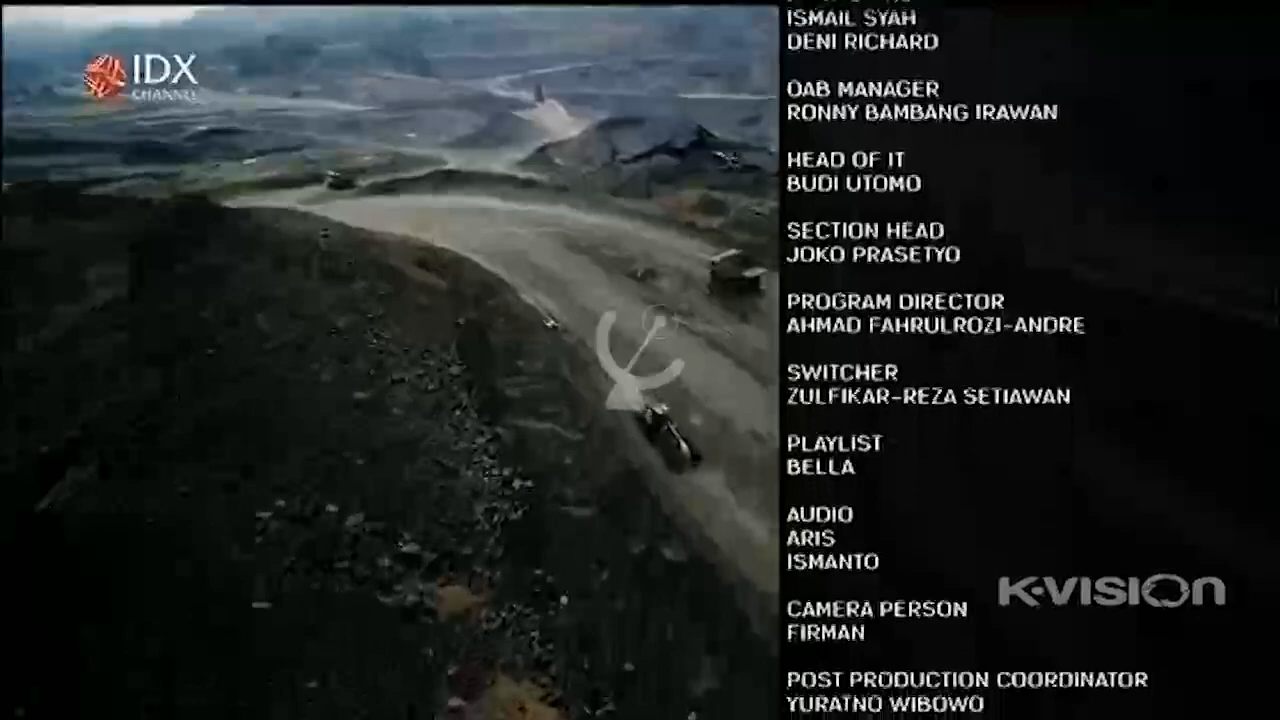 IDX
CHANNEL
ISMAIL SYAH
DENI RICHARD
OAB MANAGER
RONNY BAMBANG IRAWAN
HEAD OF IT
BUDI UTOMO
SECTION HEAD
JOKO PRASETYO
PROGRAM DIRECTOR
AHMAD FAHRULROZI-ANDRE
SWITCHER
ZULFIKAR-REZA SETIAWAN
PLAYLIST
BELLA
AUDIO
ARIS
ISMANTO
K-VISION
CAMERA PERSON
FIRMAN
POST PRODUCTION COORDINATOR
YURATNO WIBOWO